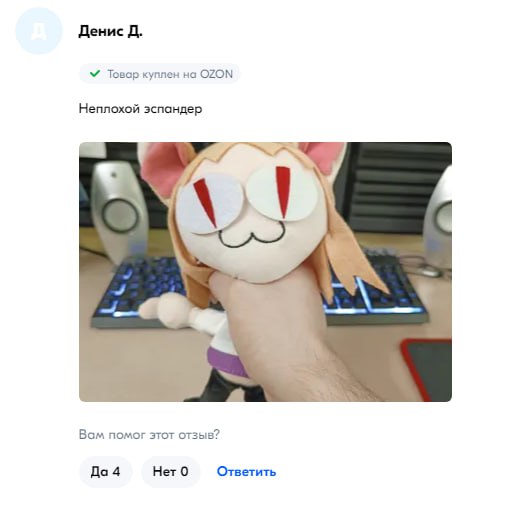 Д
Денис Д.
Товар куплен на OZON
Неплохой эспандер
Вам помог этот отзыв?
Да 4 Нет 0 Ответить